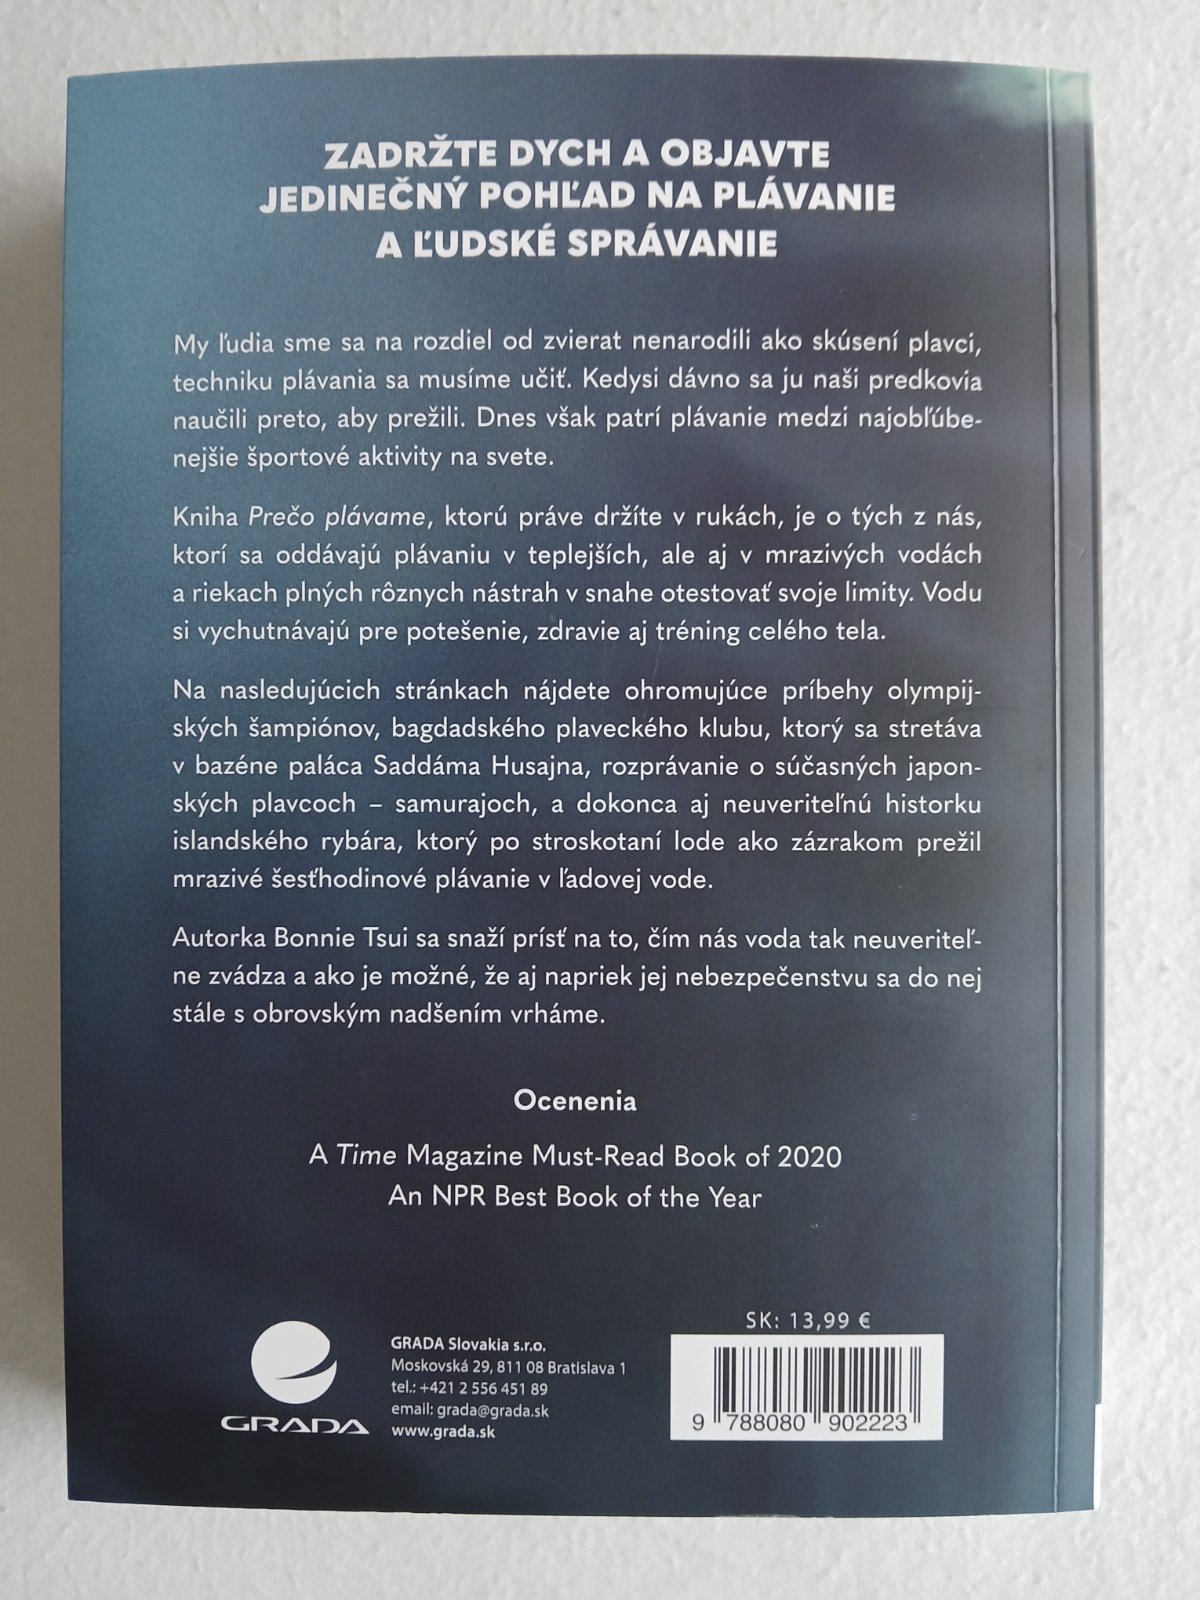 ZADRŽTE DYCH A OBJAVTE
JEDINEČNÝ POHĽAD NA PLÁVANIE
A ĽUDSKÉ SPRÁVANIE
My ľudia sme sa na rozdiel od zvierat nenarodili ako skúsení plavci,
techniku plávania sa musíme učiť. Kedysi dávno sa ju naši predkovia
naučili preto, aby prežili. Dnes však patrí plávanie medzi najobľúbe-
nejšie športové aktivity na svete.
Kniha Prečo plávame, ktorú práve držíte v rukách, je o tých z nás,
ktorí sa oddávajú plávaniu v teplejších, ale aj v mrazivých vodách
a riekach plných rôznych nástrah v snahe otestovať svoje limity. Vodu
si vychutnávajú pre potešenie, zdravie aj tréning celého tela.
Na nasledujúcich stránkach nájdete ohromujúce príbehy olympij-
ských šampiónov, bagdadského plaveckého klubu, ktorý sa stretáva
v bazéne paláca Saddáma Husajna, rozprávanie o súčasných japon-
ských plavcoch – samurajoch, a dokonca aj neuveriteľnú historku
islandského rybára, ktorý po stroskotaní lode ako zázrakom prežil
mrazivé šesťhodinové plávanie v ľadovej vode.
Autorka Bonnie Tsui sa snaží prísť na to, čím nás voda tak neuveriteľ-
ne zvádza a ako je možné, že aj napriek jej nebezpečenstvu sa do nej
stále s obrovským nadšením vrháme.
Ocenenia
A Time Magazine Must-Read Book of 2020
An NPR Best Book of the Year
GRADA
GRADA Slovakia s.r.o.
Moskovská 29, 811 08 Bratislava 1
tel.: +421 2 556 451 89
email: grada@grada.sk
www.grada.sk
SK: 13,99 €
9 788080 902223